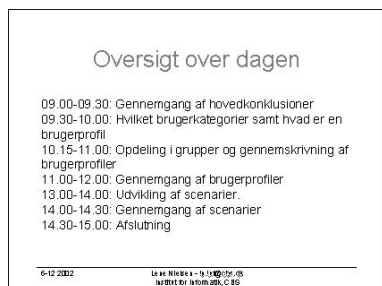 Oversigt over dagen
09.00-09.30: Gennemgang af hovedkonklusioner
09.30-10.00: Hvilket brugerkategorier samt hvad er en
brugerprofil
10.15-11.00: Opdeling i grupper og gennemskrivning af
brugerprofiler
11.00-12.00: Gennemgang af brugerprofiler
13.00-14.00: Udvikling af scenarier.
14.00-14.30: Gennemgang af scenarier
14.30-15.00: Afslutning
6-12 2002
Lene Nielsen -
Institut for Informatik, CBS